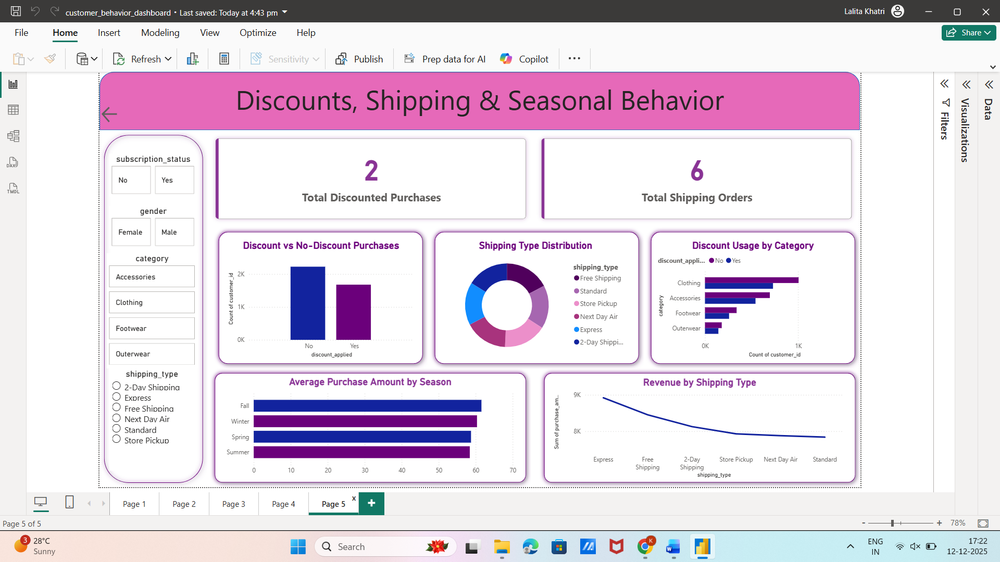 customer_behavior_dashboard • Last saved: Today at 4:43 pm
Lalita Khatri
File Home Insert Modeling View Optimize Help
Share
Refresh
Sensitivity
Publish
Prep data for AI
Copilot
Discounts, Shipping & Seasonal Behavior
subscription_status
No Yes
gender
Female Male
category
Accessories
Clothing
Footwear
Outerwear
shipping_type
2-Day Shipping
Express
Free Shipping
Next Day Air
Standard
Store Pickup
2
Total Discounted Purchases
6
Total Shipping Orders
Discount vs No-Discount Purchases
Count of customer_id
2K
1K
0K
No Yes
discount_applied
Shipping Type Distribution
shipping_type
Free Shipping
Standard
Store Pickup
Next Day Air
Express
2-Day Shippi...
Discount Usage by Category
discount_appli... No Yes
category
Clothing
Accessories
Footwear
Outerwear
0K 1K
Count of customer_id
Average Purchase Amount by Season
Fall
Winter
Spring
Summer
0 10 20 30 40 50 60 70
Revenue by Shipping Type
Sum of purchase_am...
9K
8K
Express Free Shipping 2-Day Shipping Store Pickup Next Day Air Standard
shipping_type
Filters
Visualizations
Data
DAX
TMDL
Page 1 Page 2 Page 3 Page 4 Page 5 x +
Page 5 of 5
- + 78%
3
28°C
Sunny
Search
K
W
ENG
IN
17:22
12-12-2025